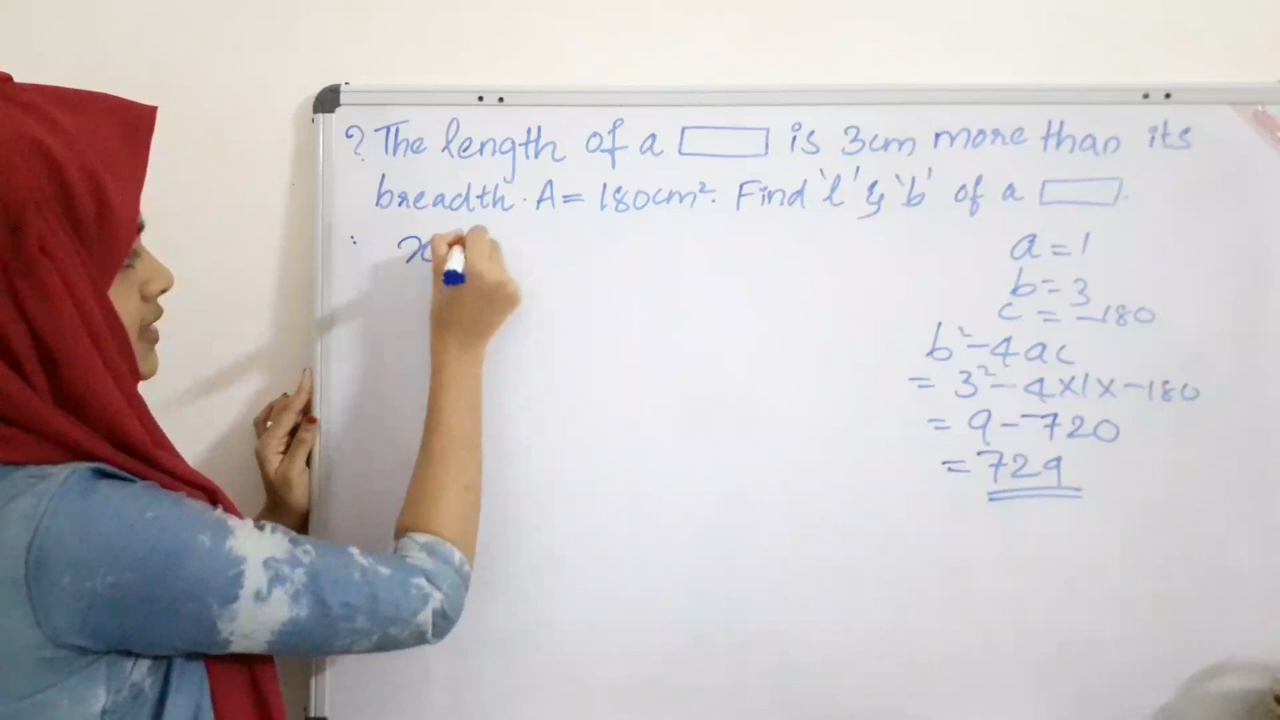 ? The length of a is 3cm more than its
breadth. A = 180cm². Find 'l' & 'b' of a .
∴ x
a = 1
b = 3
c = -180
b² - 4ac
= 3² - 4×1×-180
= 9 - -720
= 729